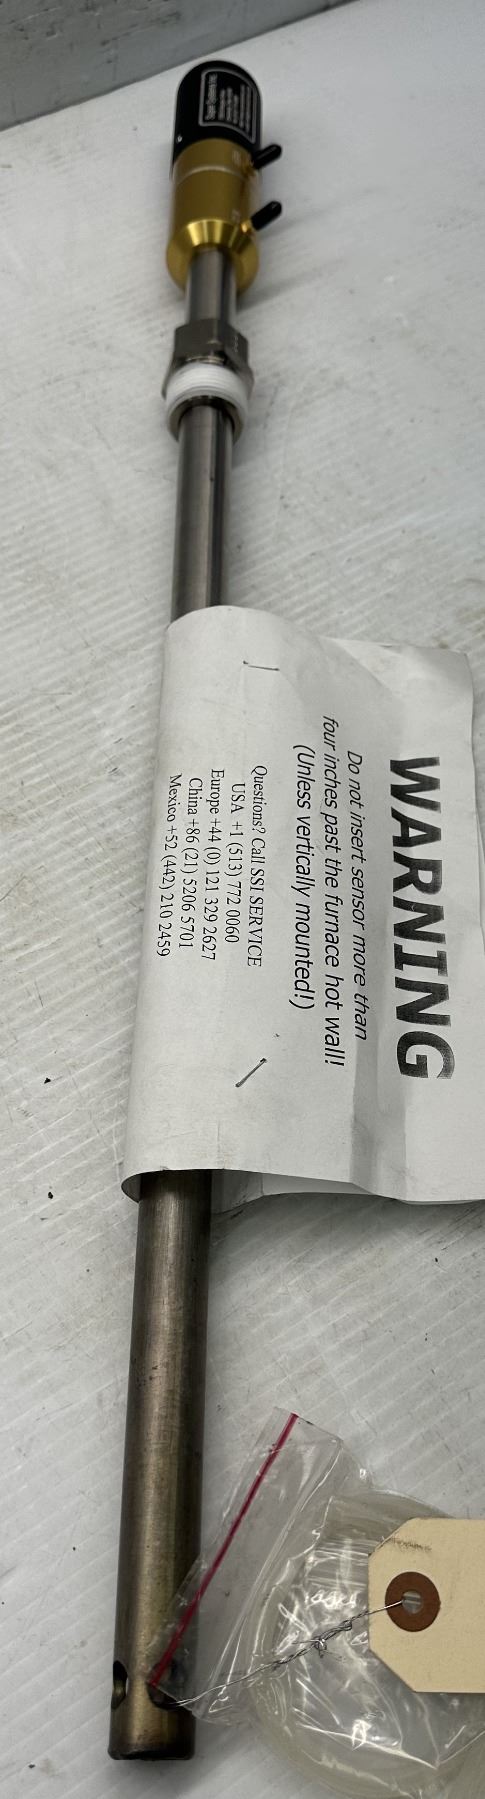 WARNING
Do not insert sensor more than
four inches past the furnace hot wall!
(Unless vertically mounted!)
Questions? Call SSI SERVICE
USA +1 (513) 772 0060
Europe +44 (0) 121 329 2627
China +86 (21) 5206 5701
Mexico +52 (442) 210 2459